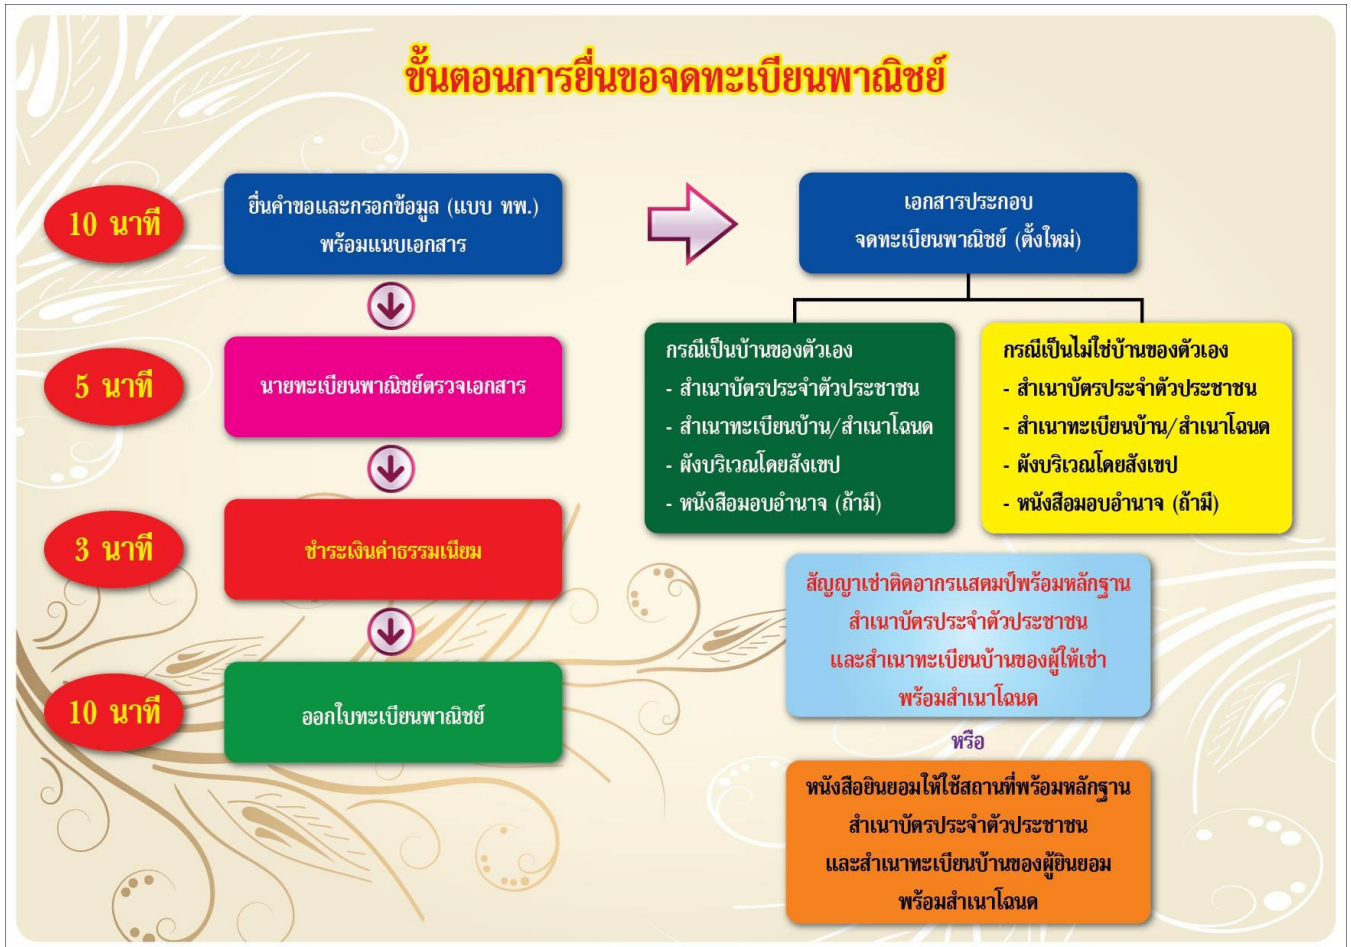 ขั้นตอนการยื่นขอจดทะเบียนพาณิชย์
10 นาที
ยื่นคำขอและกรอกข้อมูล (แบบ ทพ.)
พร้อมแนบเอกสาร
5 นาที
นายทะเบียนพาณิชย์ตรวจเอกสาร
3 นาที
ชำระเงินค่าธรรมเนียม
10 นาที
ออกใบทะเบียนพาณิชย์
เอกสารประกอบ
จดทะเบียนพาณิชย์ (ตั้งใหม่)
กรณีเป็นบ้านของตัวเอง
- สำเนาบัตรประจำตัวประชาชน
- สำเนาทะเบียนบ้าน/สำเนาโฉนด
- ผังบริเวณโดยสังเขป
- หนังสือมอบอำนาจ (ถ้ามี)
กรณีเป็นไม่ใช่บ้านของตัวเอง
- สำเนาบัตรประจำตัวประชาชน
- สำเนาทะเบียนบ้าน/สำเนาโฉนด
- ผังบริเวณโดยสังเขป
- หนังสือมอบอำนาจ (ถ้ามี)
สัญญาเช่าติดอากรแสตมป์พร้อมหลักฐาน
สำเนาบัตรประจำตัวประชาชน
และสำเนาทะเบียนบ้านของผู้ให้เช่า
พร้อมสำเนาโฉนด
หรือ
หนังสือยินยอมให้ใช้สถานที่พร้อมหลักฐาน
สำเนาบัตรประจำตัวประชาชน
และสำเนาทะเบียนบ้านของผู้ยินยอม
พร้อมสำเนาโฉนด